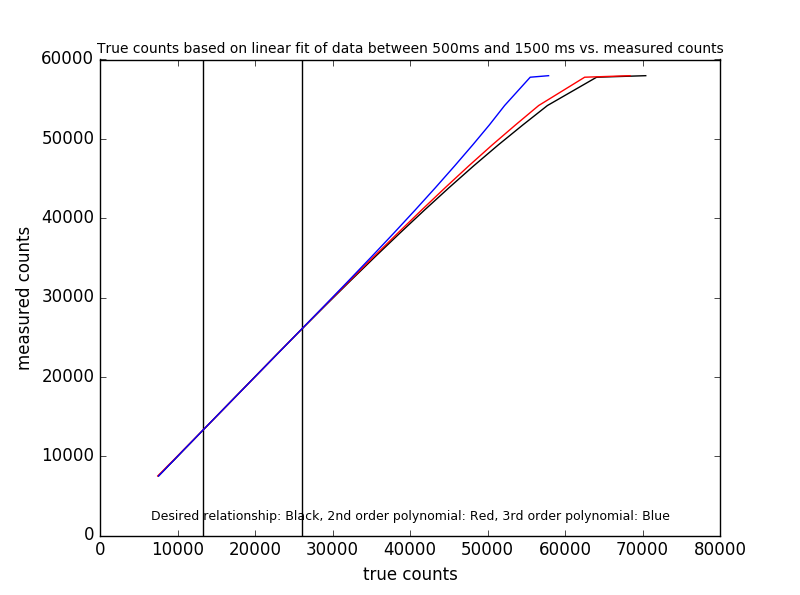 True counts based on linear fit of data between 500ms and 1500 ms vs. measured counts
60000
50000
40000
30000
20000
10000
0
measured counts
Desired relationship: Black, 2nd order polynomial: Red, 3rd order polynomial: Blue
0 10000 20000 30000 40000 50000 60000 70000 80000
true counts